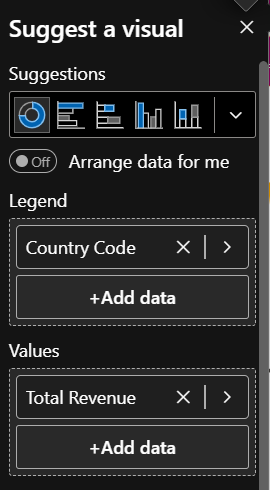 Suggest a visual
Suggestions
Off
Arrange data for me
Legend
Country Code
+Add data
Values
Total Revenue
+Add data